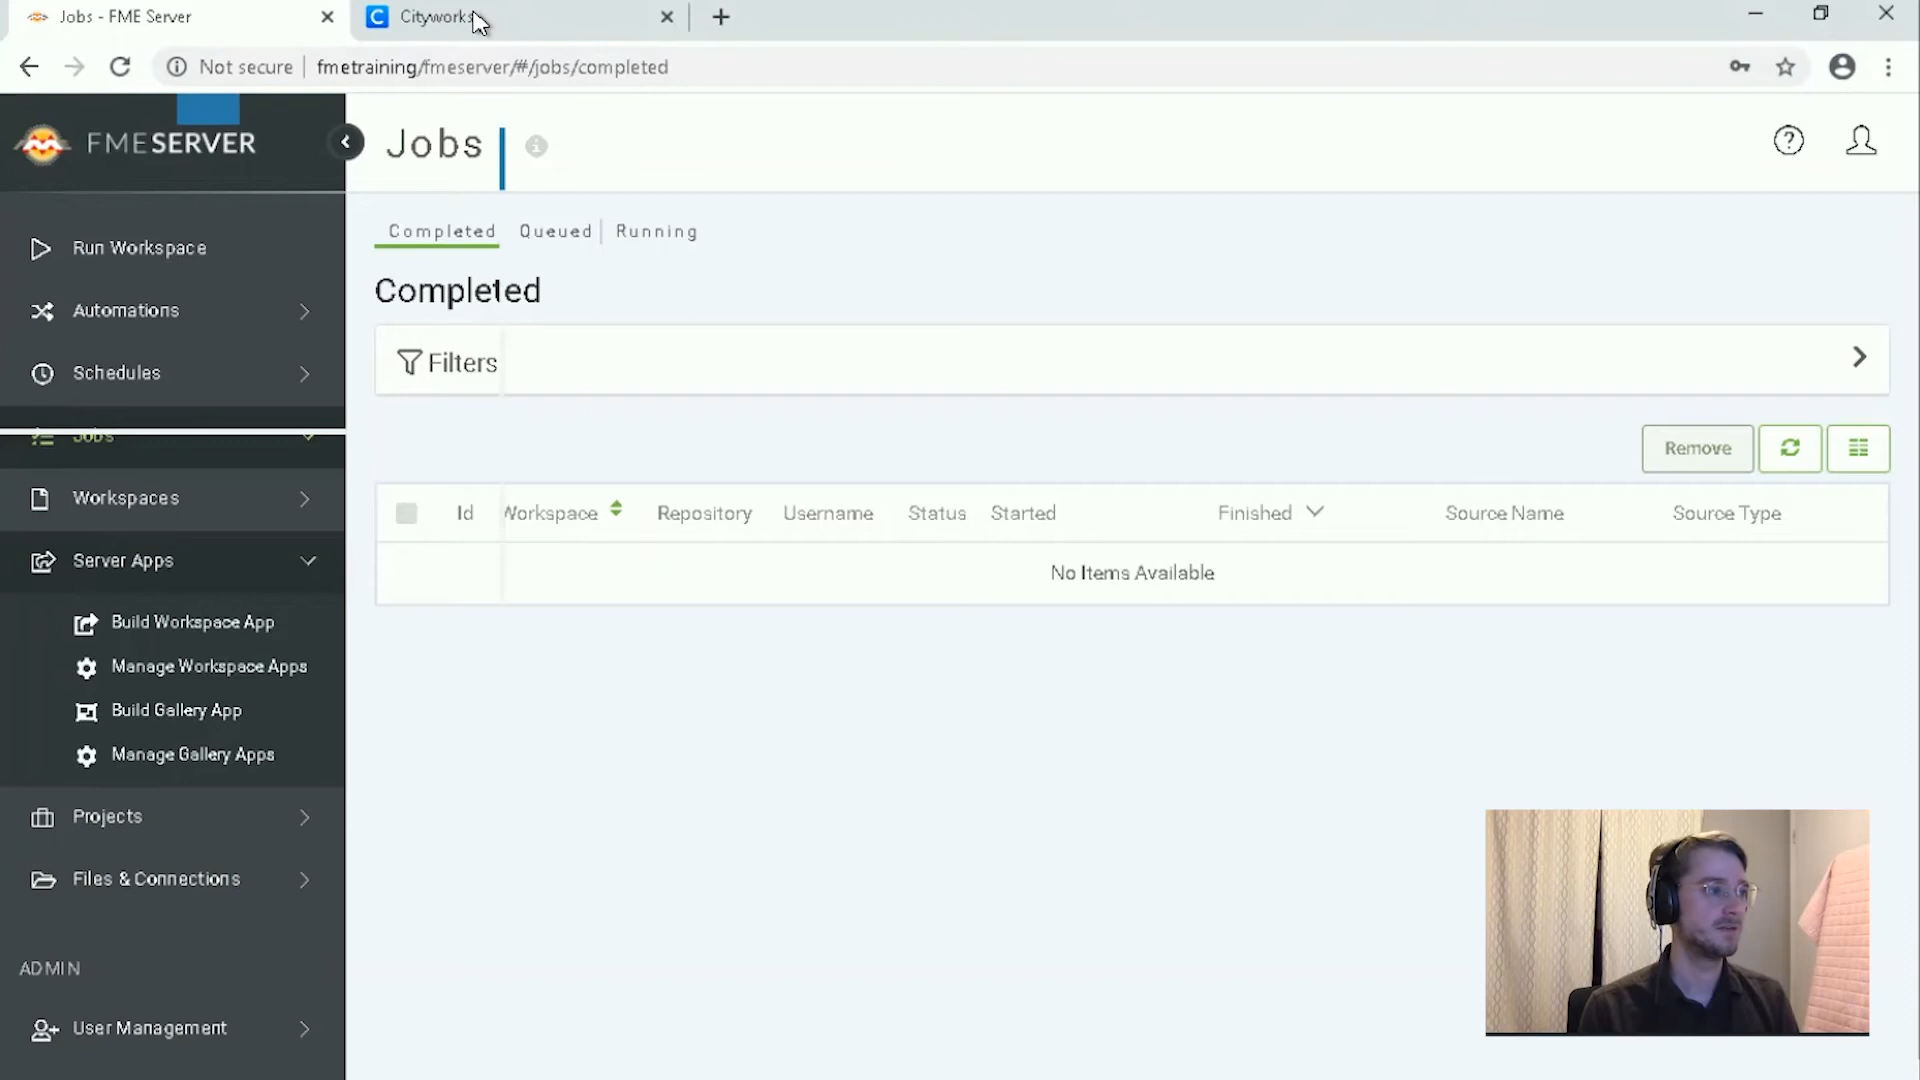 Jobs - FME Server
Cityworks
Not secure
fmetraining/fmeserver/#/jobs/completed
FMESERVER
Jobs
Run Workspace
Automations
Schedules
Jobs
Workspaces
Server Apps
Build Workspace App
Manage Workspace Apps
Build Gallery App
Manage Gallery Apps
Projects
Files & Connections
ADMIN
User Management
Completed Queued Running
Completed
Filters
Remove
Id Workspace Repository Username Status Started Finished Source Name Source Type
No Items Available